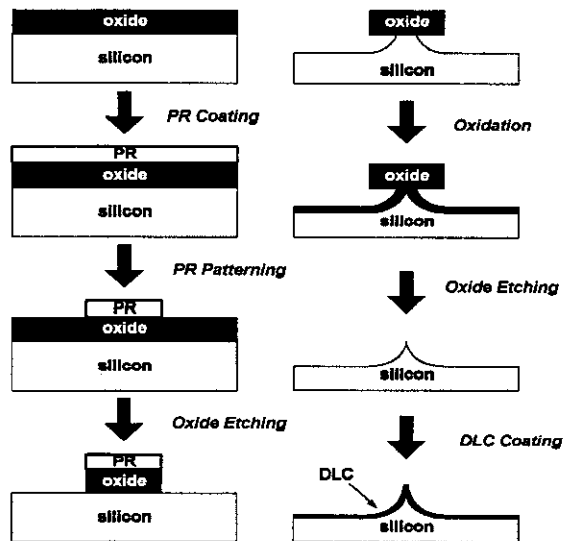 oxide
silicon
PR Coating
PR
oxide
silicon
PR Patterning
PR
oxide
silicon
Oxide Etching
PR
oxide
silicon
oxide
silicon
Oxidation
oxide
silicon
Oxide Etching
silicon
DLC Coating
DLC
silicon